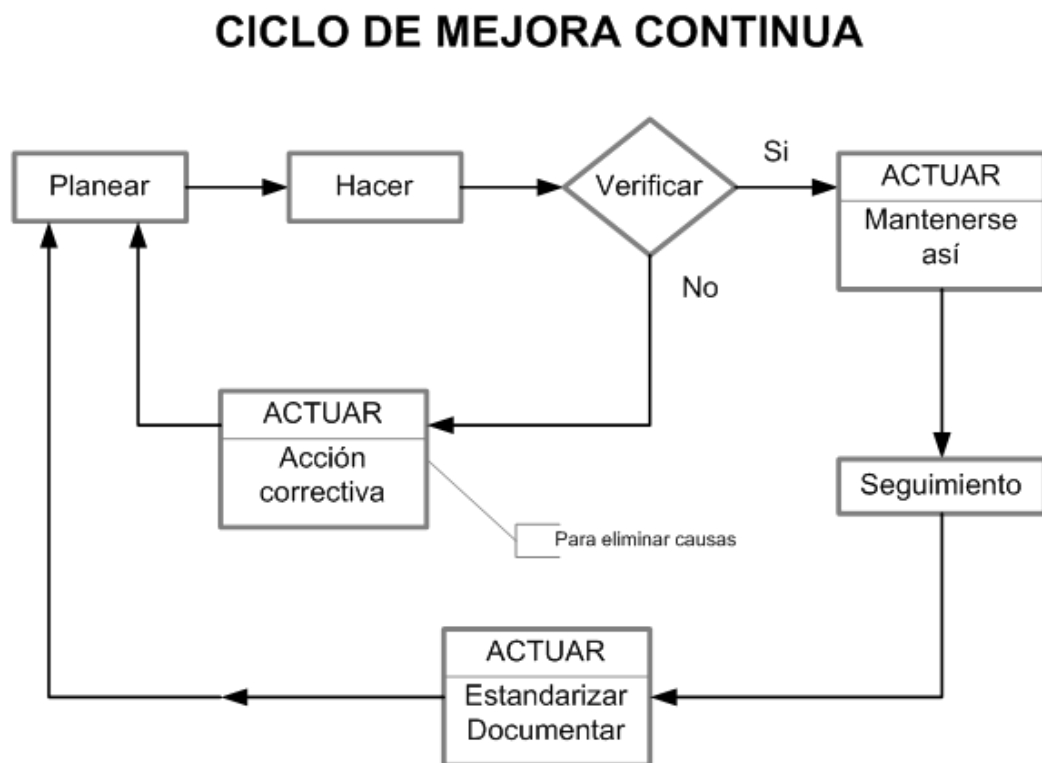 CICLO DE MEJORA CONTINUA
Planear
Hacer
Verificar
Si
ACTUAR
Mantenerse
así
No
ACTUAR
Acción
correctiva
Para eliminar causas
Seguimiento
ACTUAR
Estandarizar
Documentar